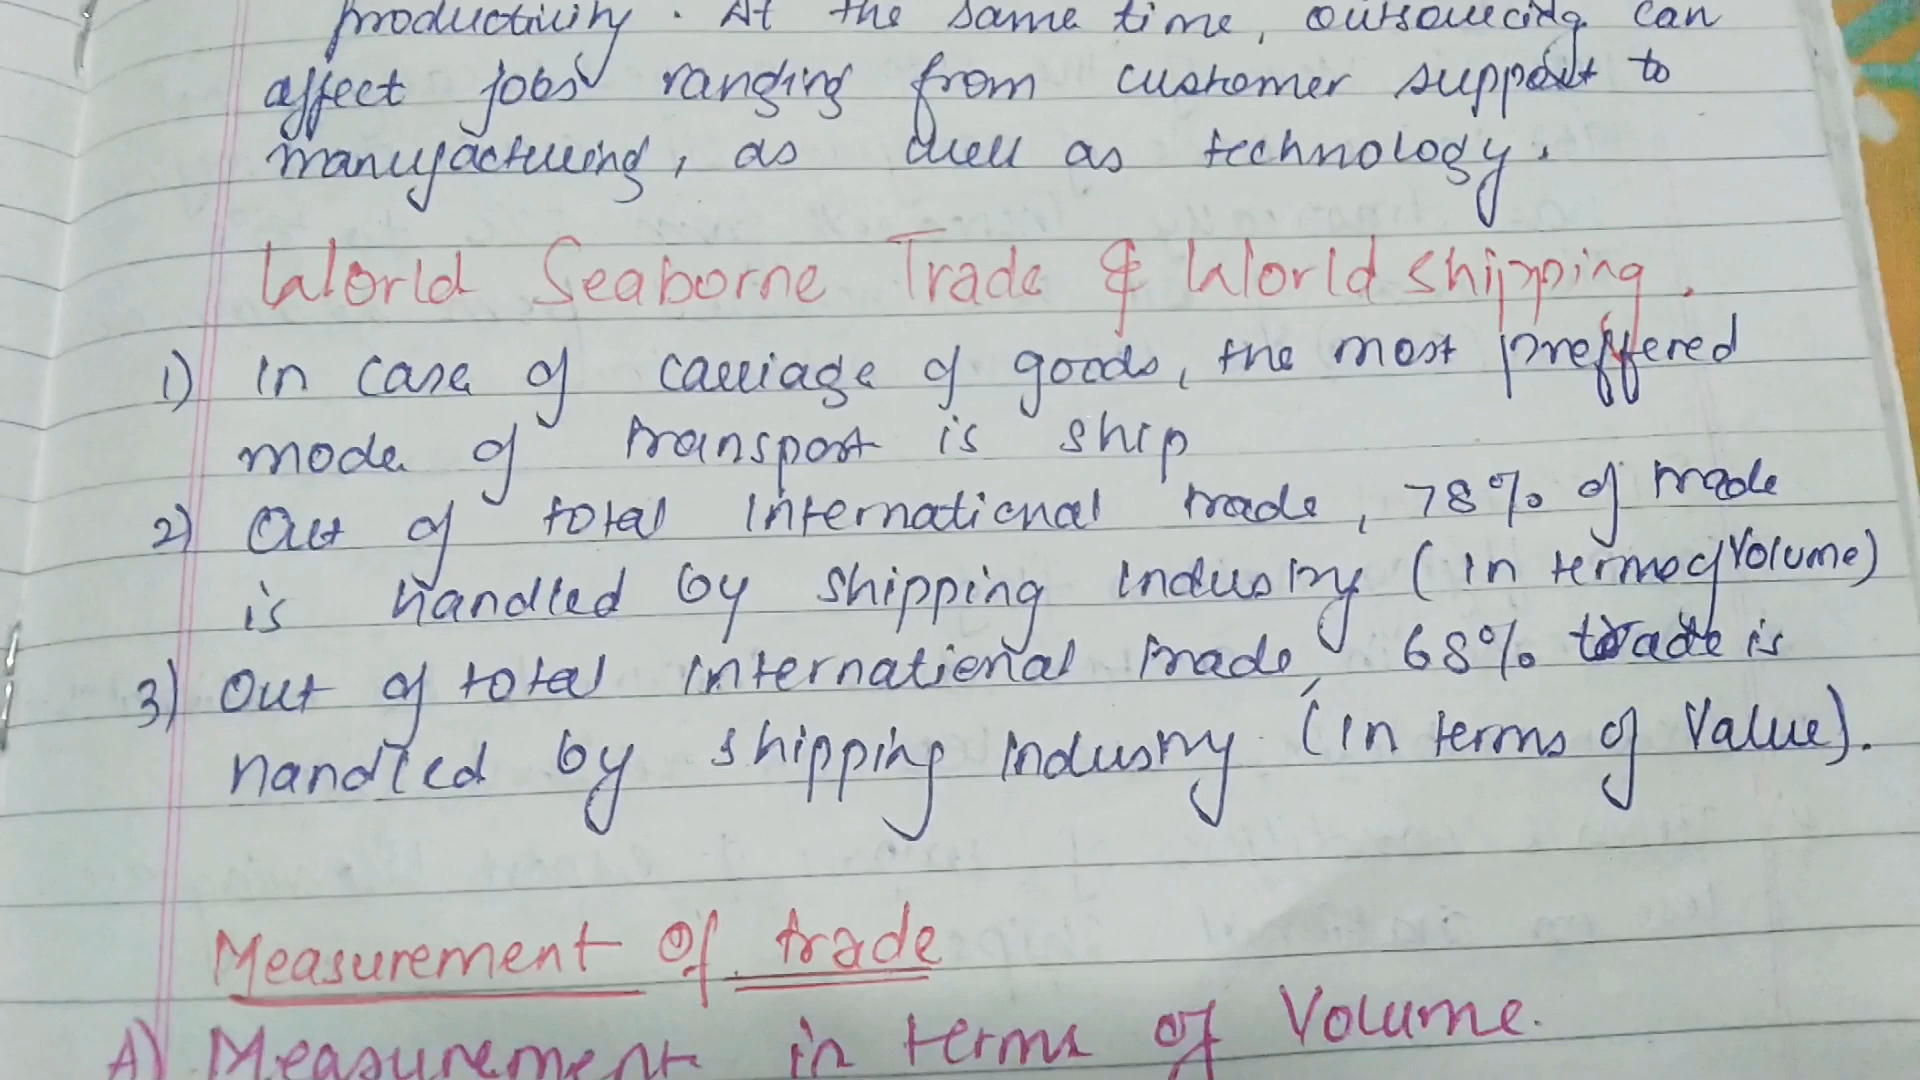 productivity. At the same time, outsourcing can
affect jobs ranging from customer support to
manufacturing, as well as technology.
World Seaborne Trade & World shipping.
1) In case of carriage of goods, the most preffered
mode of transport is ship
2) Out of total International trade, 78% of trade
is handled by shipping industry (in terms of Volume)
3) Out of total international trade, 68% trade is
handled by shipping industry (in terms of Value).
Measurement Of trade
A) Measurement in terms of Volume.